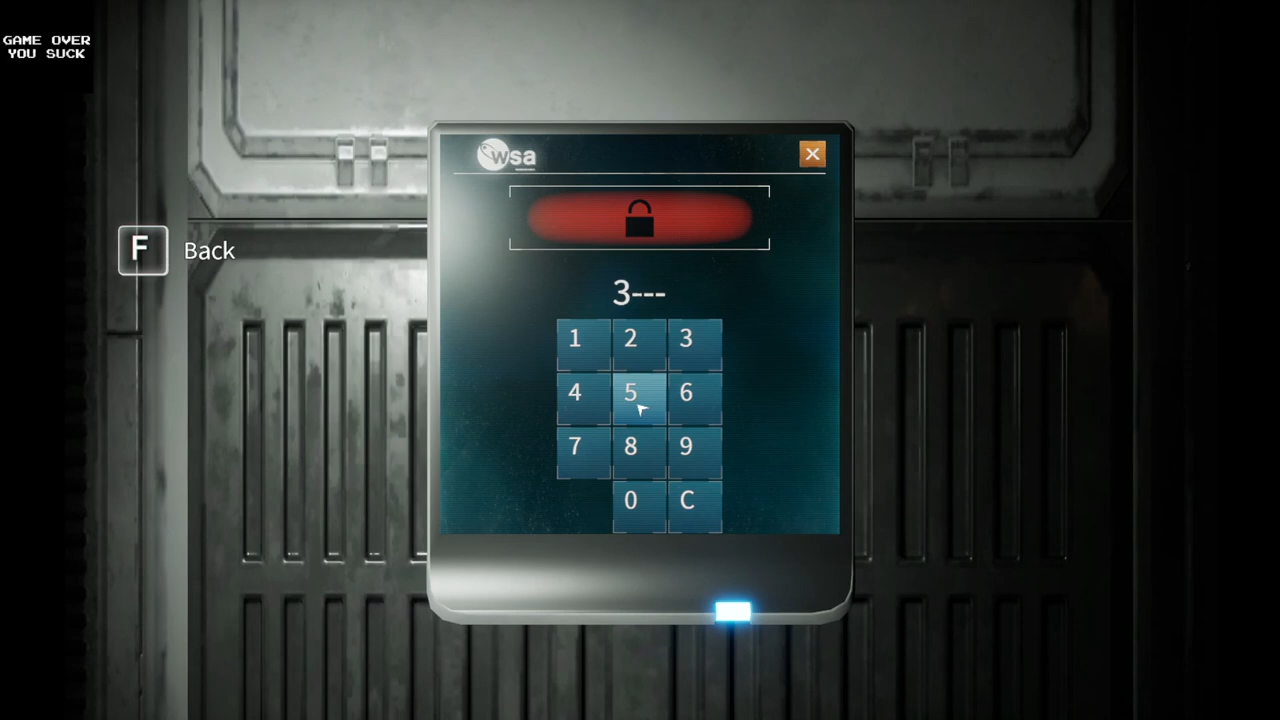 GAME OVER
YOU SUCK
wsa
F Back
3---
1 2 3
4 5 6
7 8 9
0 C